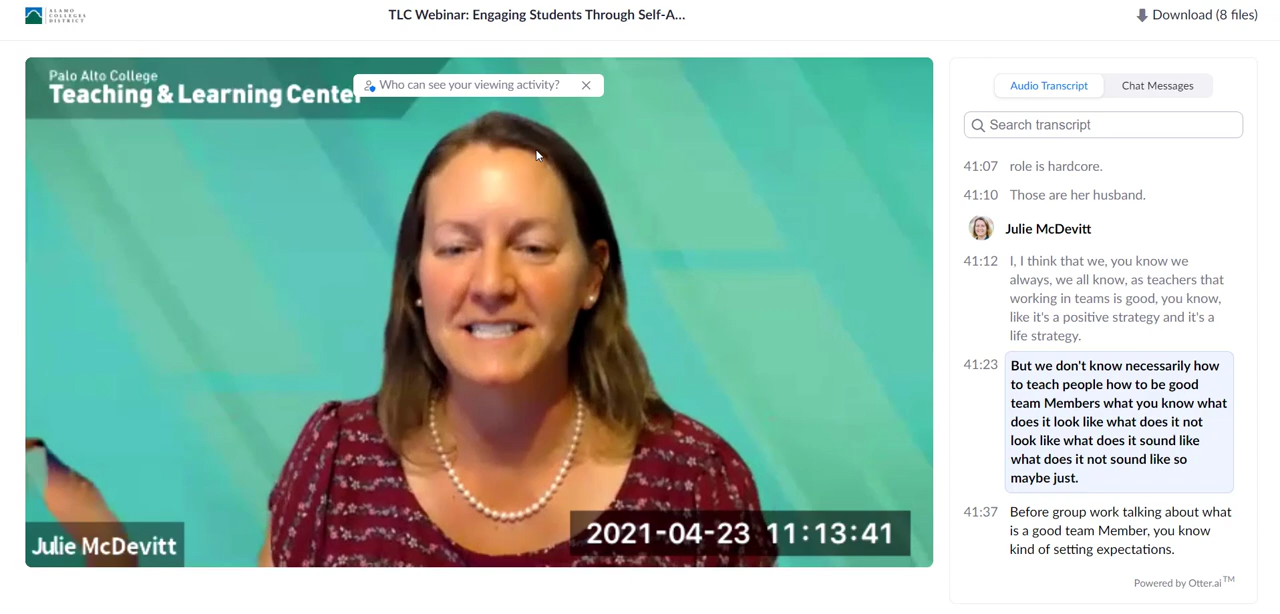 ALAMO
COLLEGES
DISTRICT
TLC Webinar: Engaging Students Through Self-A...
Download (8 files)
Palo Alto College
Teaching & Learning Center
Who can see your viewing activity?
Julie McDevitt
2021-04-23 11:13:41
Audio Transcript
Chat Messages
Search transcript
41:07 role is hardcore.
41:10 Those are her husband.
Julie McDevitt
41:12 I, I think that we, you know we
always, we all know, as teachers that
working in teams is good, you know,
like it's a positive strategy and it's a
life strategy.
41:23 But we don't know necessarily how
to teach people how to be good
team Members what you know what
does it look like what does it not
look like what does it sound like
what does it not sound like so
maybe just.
41:37 Before group work talking about what
is a good team Member, you know
kind of setting expectations.
Powered by Otter.ai™